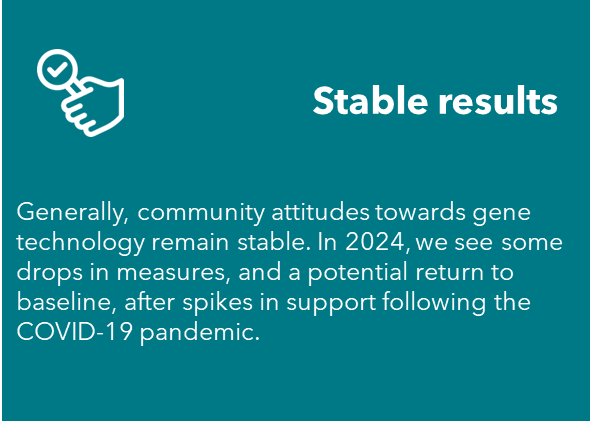 Stable results
Generally, community attitudes towards gene
technology remain stable. In 2024, we see some
drops in measures, and a potential return to
baseline, after spikes in support following the
COVID-19 pandemic.